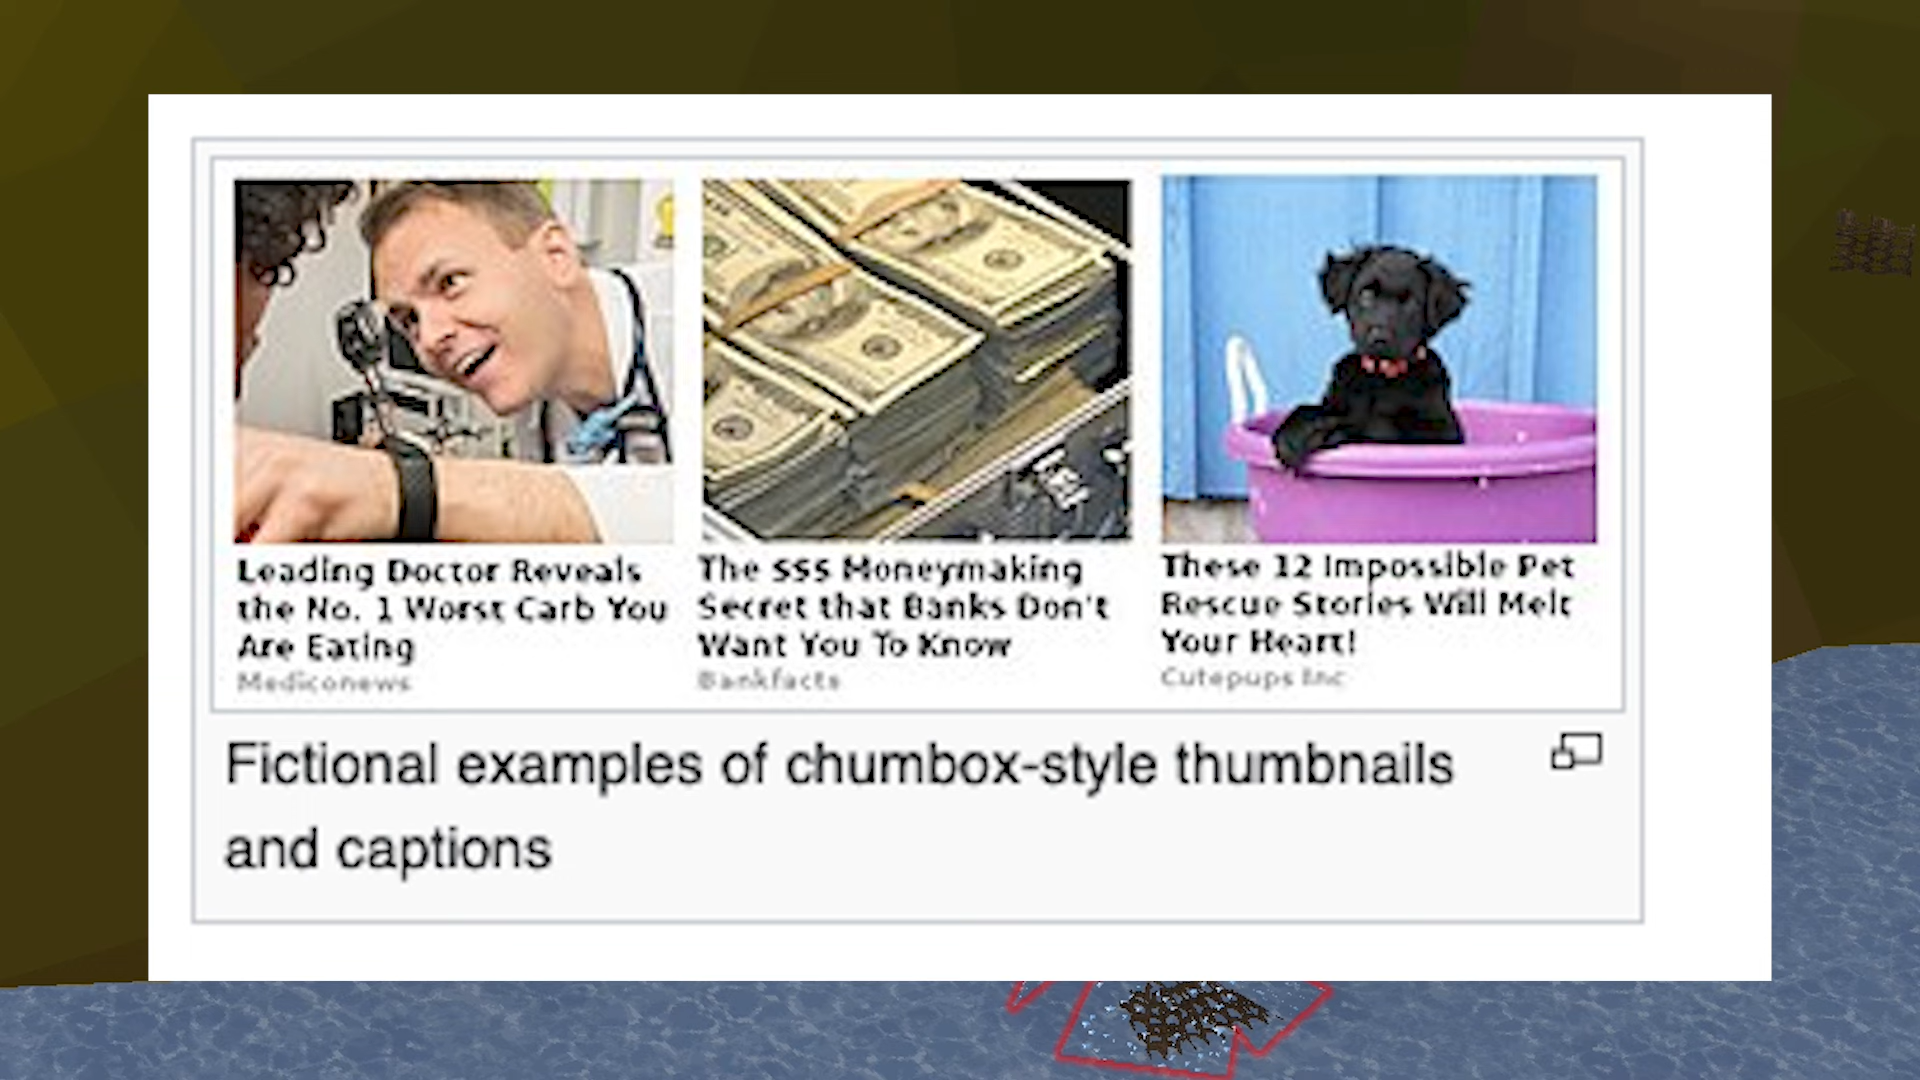 Leading Doctor Reveals
the No. 1 Worst Carb You
Are Eating
Mediconews
The $$$ Moneymaking
Secret that Banks Don't
Want You To Know
Bankfacts
These 12 Impossible Pet
Rescue Stories Will Melt
Your Heart!
Cutepups Inc
Fictional examples of chumbox-style thumbnails
and captions